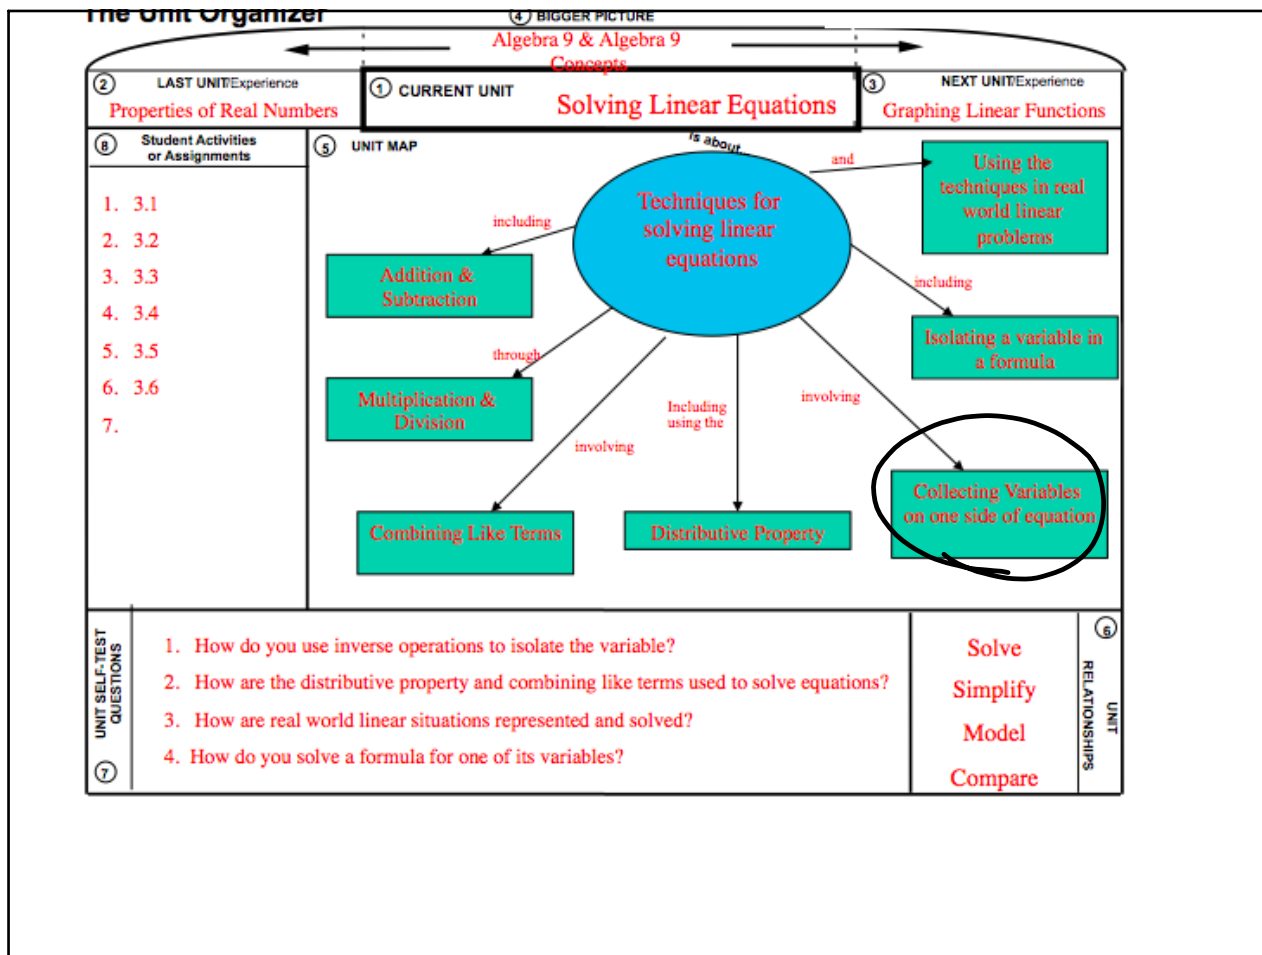 The Unit Organizer
4 BIGGER PICTURE
Algebra 9 & Algebra 9
Concepts
2 LAST UNIT/Experience
Properties of Real Numbers
1 CURRENT UNIT
Solving Linear Equations
3 NEXT UNIT/Experience
Graphing Linear Functions
8 Student Activities
or Assignments
1. 3.1
2. 3.2
3. 3.3
4. 3.4
5. 3.5
6. 3.6
7.
5 UNIT MAP
is about...
Techniques for
solving linear
equations
and
Using the
techniques in real
world linear
problems
including
Addition &
Subtraction
including
Isolating a variable in
a formula
through
Multiplication &
Division
involving
Combining Like Terms
Including
using the
Distributive Property
involving
Collecting Variables
on one side of equation
UNIT SELF-TEST
QUESTIONS
7
1. How do you use inverse operations to isolate the variable?
2. How are the distributive property and combining like terms used to solve equations?
3. How are real world linear situations represented and solved?
4. How do you solve a formula for one of its variables?
Solve
Simplify
Model
Compare
6
UNIT
RELATIONSHIPS